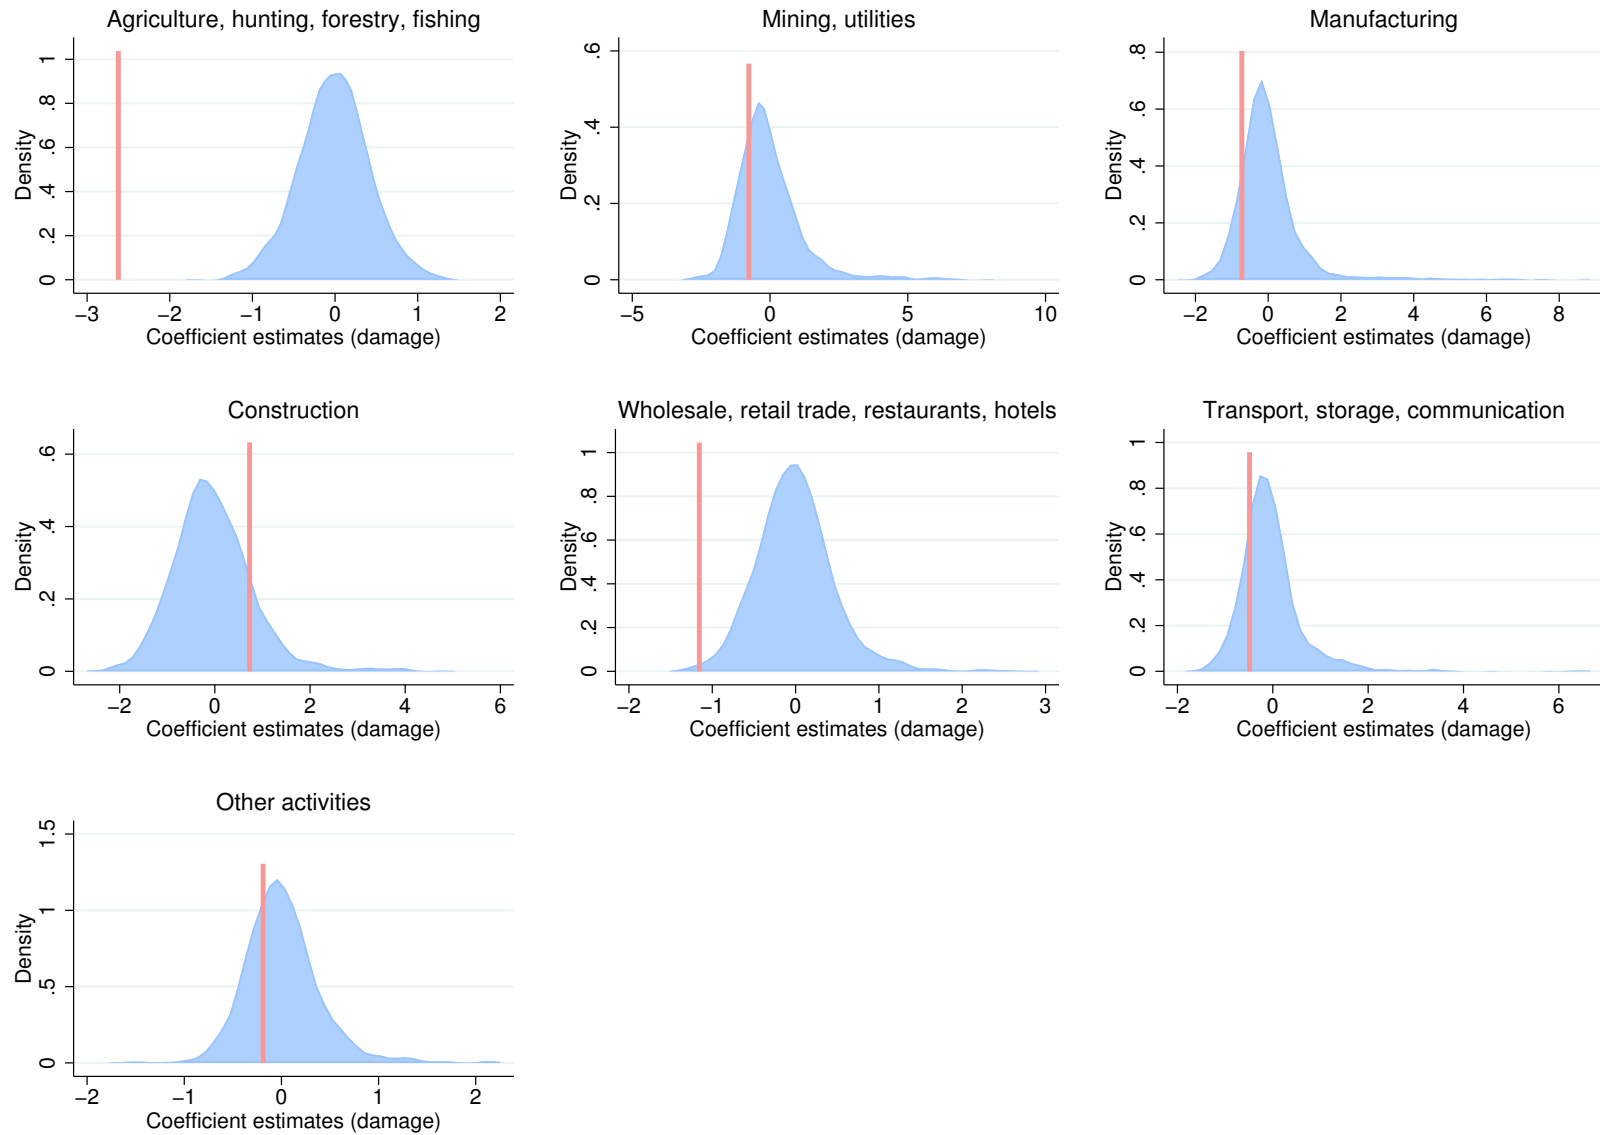 Agriculture, hunting, forestry, fishing
Density
0 .2 .4 .6 .8 1
−3 −2 −1 0 1 2
Coefficient estimates (damage)
Mining, utilities
Density
0 .2 .4 .6
−5 0 5 10
Coefficient estimates (damage)
Manufacturing
Density
0 .2 .4 .6 .8
−2 0 2 4 6 8
Coefficient estimates (damage)
Construction
Density
0 .2 .4 .6
−2 0 2 4 6
Coefficient estimates (damage)
Wholesale, retail trade, restaurants, hotels
Density
0 .2 .4 .6 .8 1
−2 −1 0 1 2 3
Coefficient estimates (damage)
Transport, storage, communication
Density
0 .2 .4 .6 .8 1
−2 0 2 4 6
Coefficient estimates (damage)
Other activities
Density
0 .5 1 1.5
−2 −1 0 1 2
Coefficient estimates (damage)